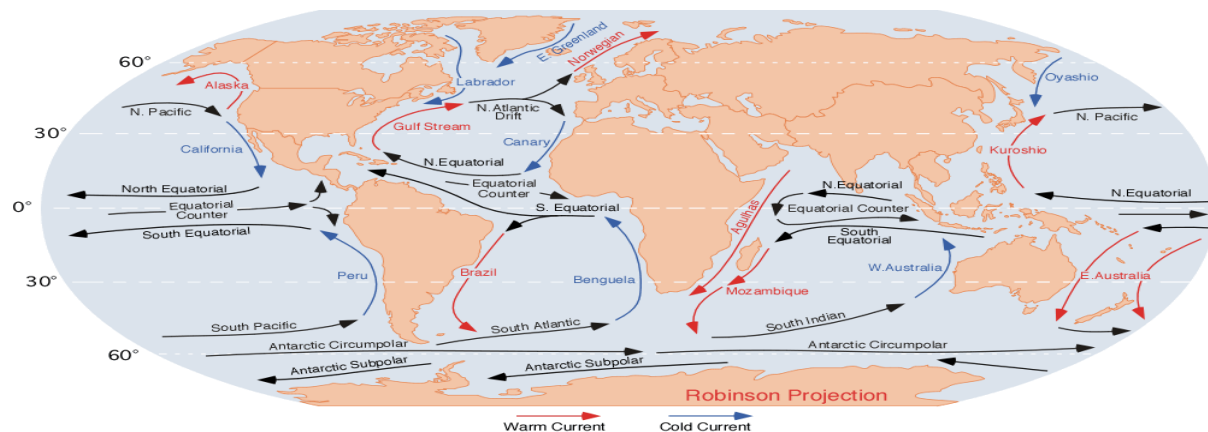 60°
30°
0°
30°
60°
Alaska
N. Pacific
California
North Equatorial
Equatorial
Counter
South Equatorial
Peru
South Pacific
Antarctic Circumpolar
Antarctic Subpolar
Labrador
E. Greenland
Norwegian
N. Atlantic
Drift
Gulf Stream
Canary
N.Equatorial
Equatorial
Counter
S. Equatorial
Brazil
Benguela
South Atlantic
Antarctic Subpolar
Agulhas
Mozambique
N.Equatorial
Equatorial Counter
South
Equatorial
W.Australia
South Indian
Antarctic Circumpolar
Oyashio
N. Pacific
Kuroshio
N.Equatorial
E.Australia
Robinson Projection
Warm Current
Cold Current